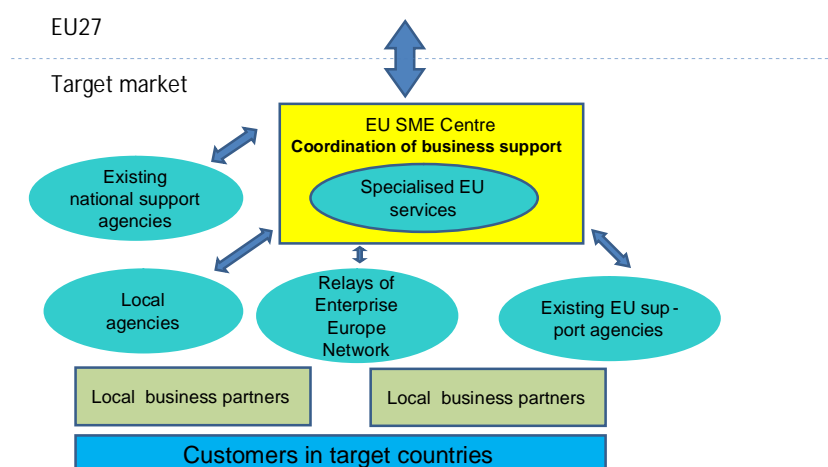 EU27
Target market
EU SME Centre
Coordination of business support
Specialised EU
services
Existing
national support
agencies
Local
agencies
Relays of
Enterprise
Europe
Network
Existing EU sup-
port agencies
Local business partners
Local business partners
Customers in target countries